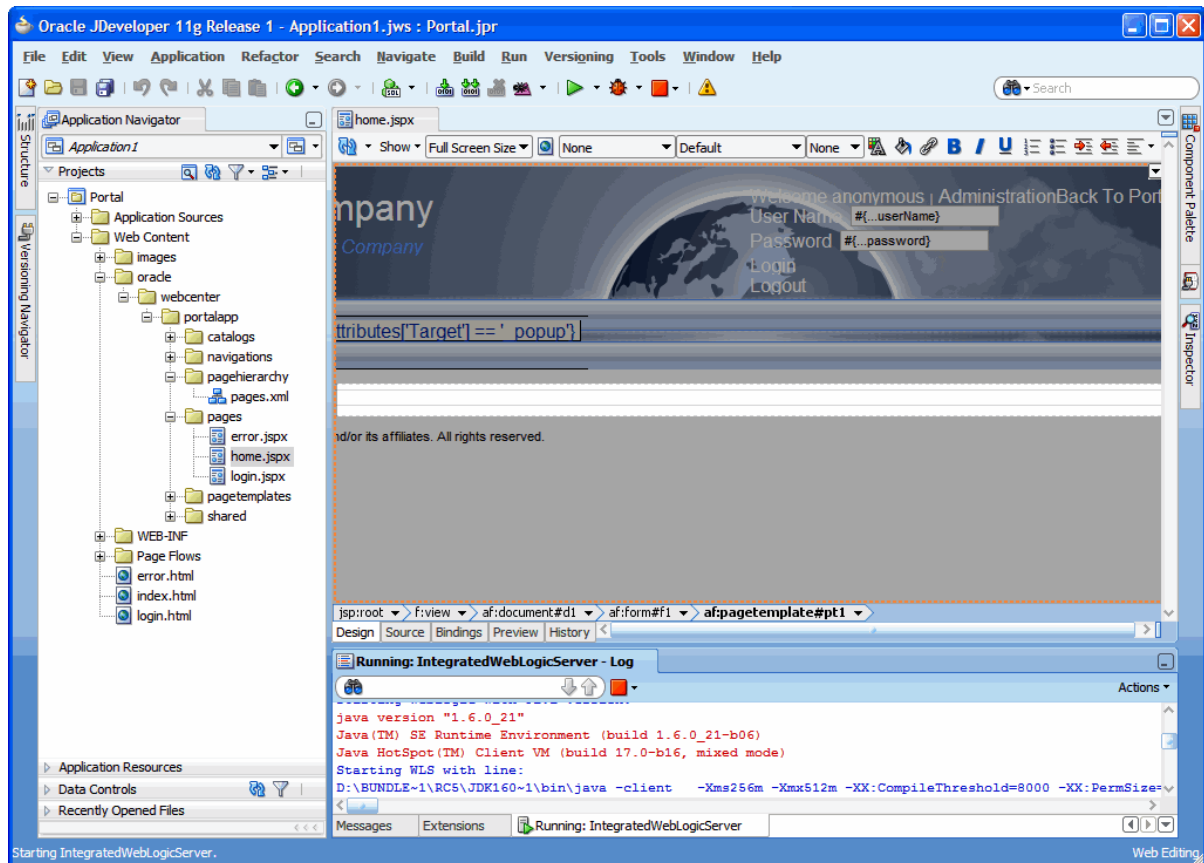 Oracle JDeveloper 11g Release 1 - Application1.jws : Portal.jpr
File Edit View Application Refactor Search Navigate Build Run Versioning Tools Window Help
Search
Structure
Versioning Navigator
Application Navigator
Application1
Projects
Portal
Application Sources
Web Content
images
oracle
webcenter
portalapp
catalogs
navigations
pagehierarchy
pages.xml
pages
error.jspx
home.jspx
login.jspx
pagetemplates
shared
WEB-INF
Page Flows
error.html
index.html
login.html
Application Resources
Data Controls
Recently Opened Files
home.jspx
Show Full Screen Size None Default None B I U
mpany
Company
Welcome anonymous | AdministrationBack To Port
User Name #{...userName}
Password #{...password}
Login
Logout
ttributes['Target'] == '_popup'}
nd/or its affiliates. All rights reserved.
jsp:root f:view af:document#d1 af:form#f1 af:pagetemplate#pt1
Design Source Bindings Preview History
Component Palette
Inspector
Running: IntegratedWebLogicServer - Log
Actions
java version "1.6.0_21"
Java(TM) SE Runtime Environment (build 1.6.0_21-b06)
Java HotSpot(TM) Client VM (build 17.0-b16, mixed mode)
Starting WLS with line:
D:\BUNDLE~1\RC5\JDK160~1\bin\java -client -Xms256m -Xmx512m -XX:CompileThreshold=8000 -XX:PermSize=
Messages Extensions Running: IntegratedWebLogicServer
Starting IntegratedWebLogicServer.
Web Editing